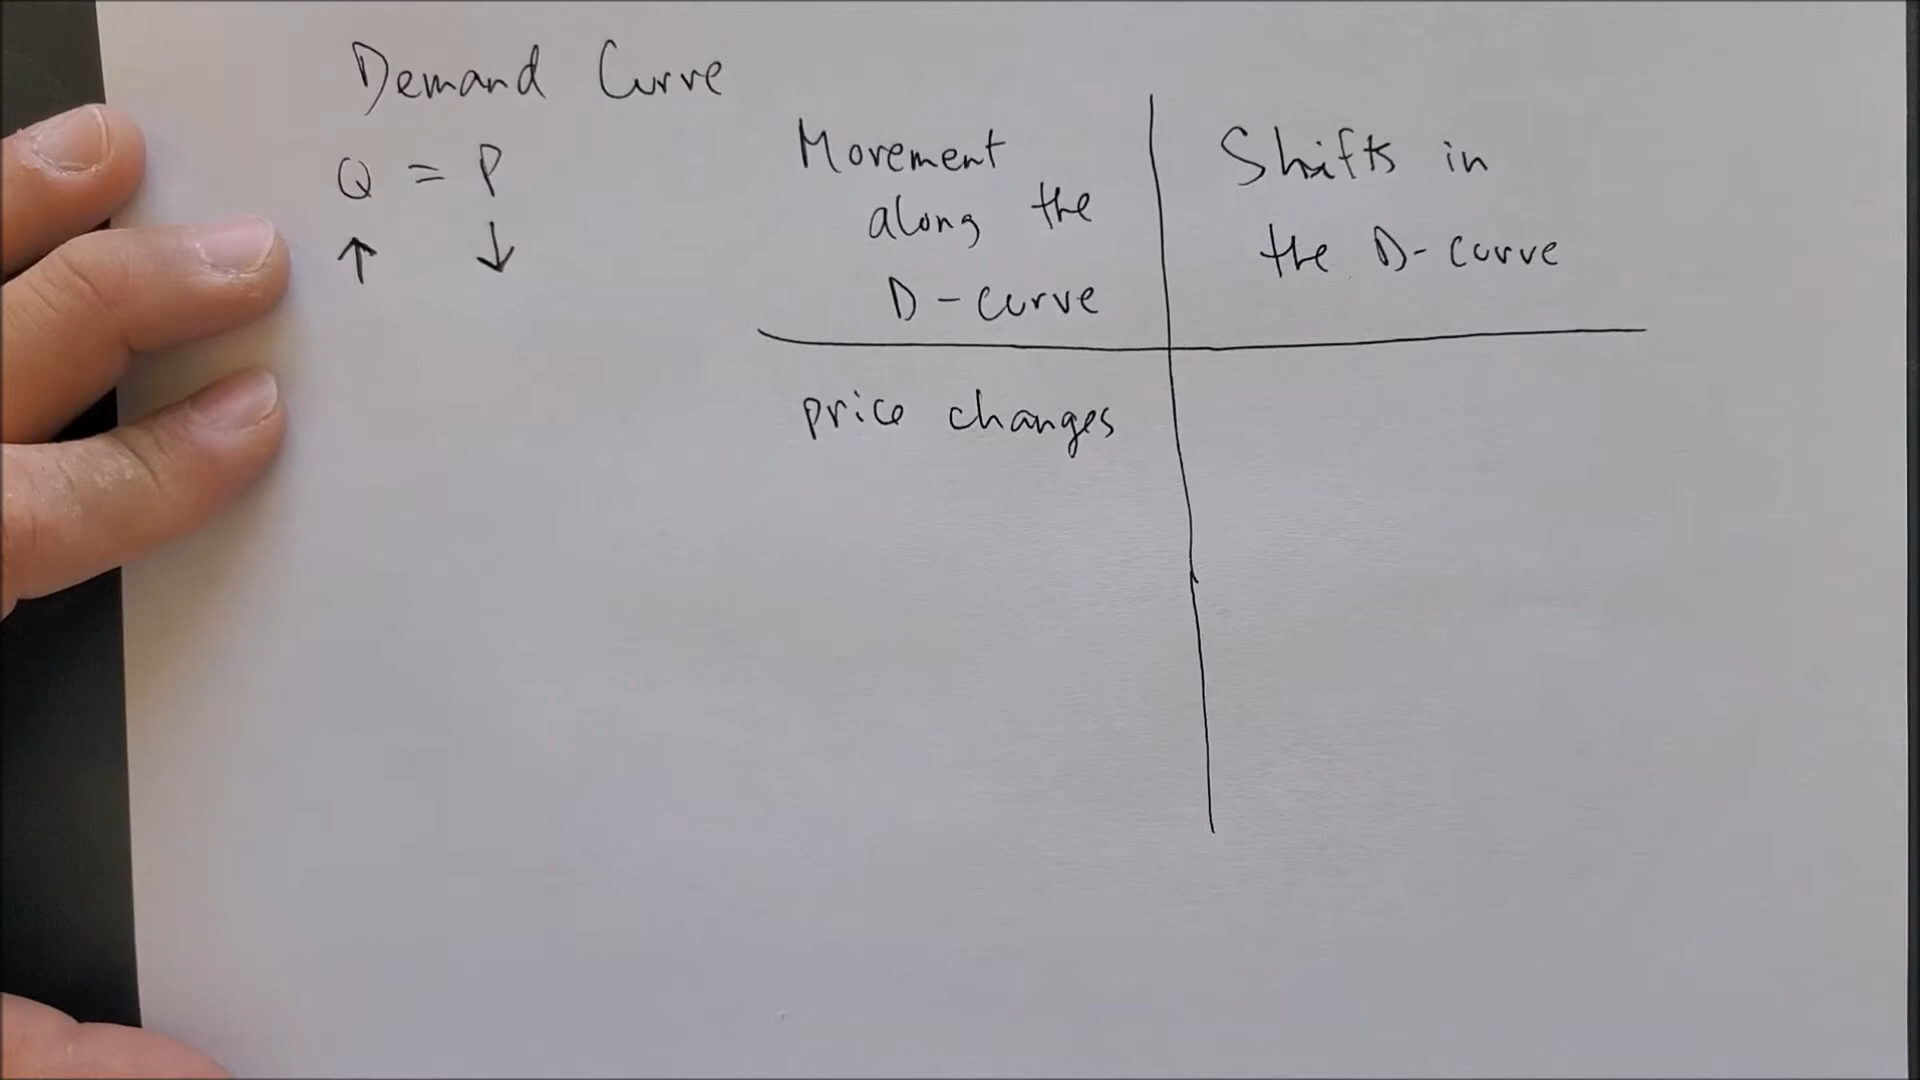 Demand Curve
Q = P
↑ ↓
Movement
along the
D-curve
Shifts in
the D-curve
price changes